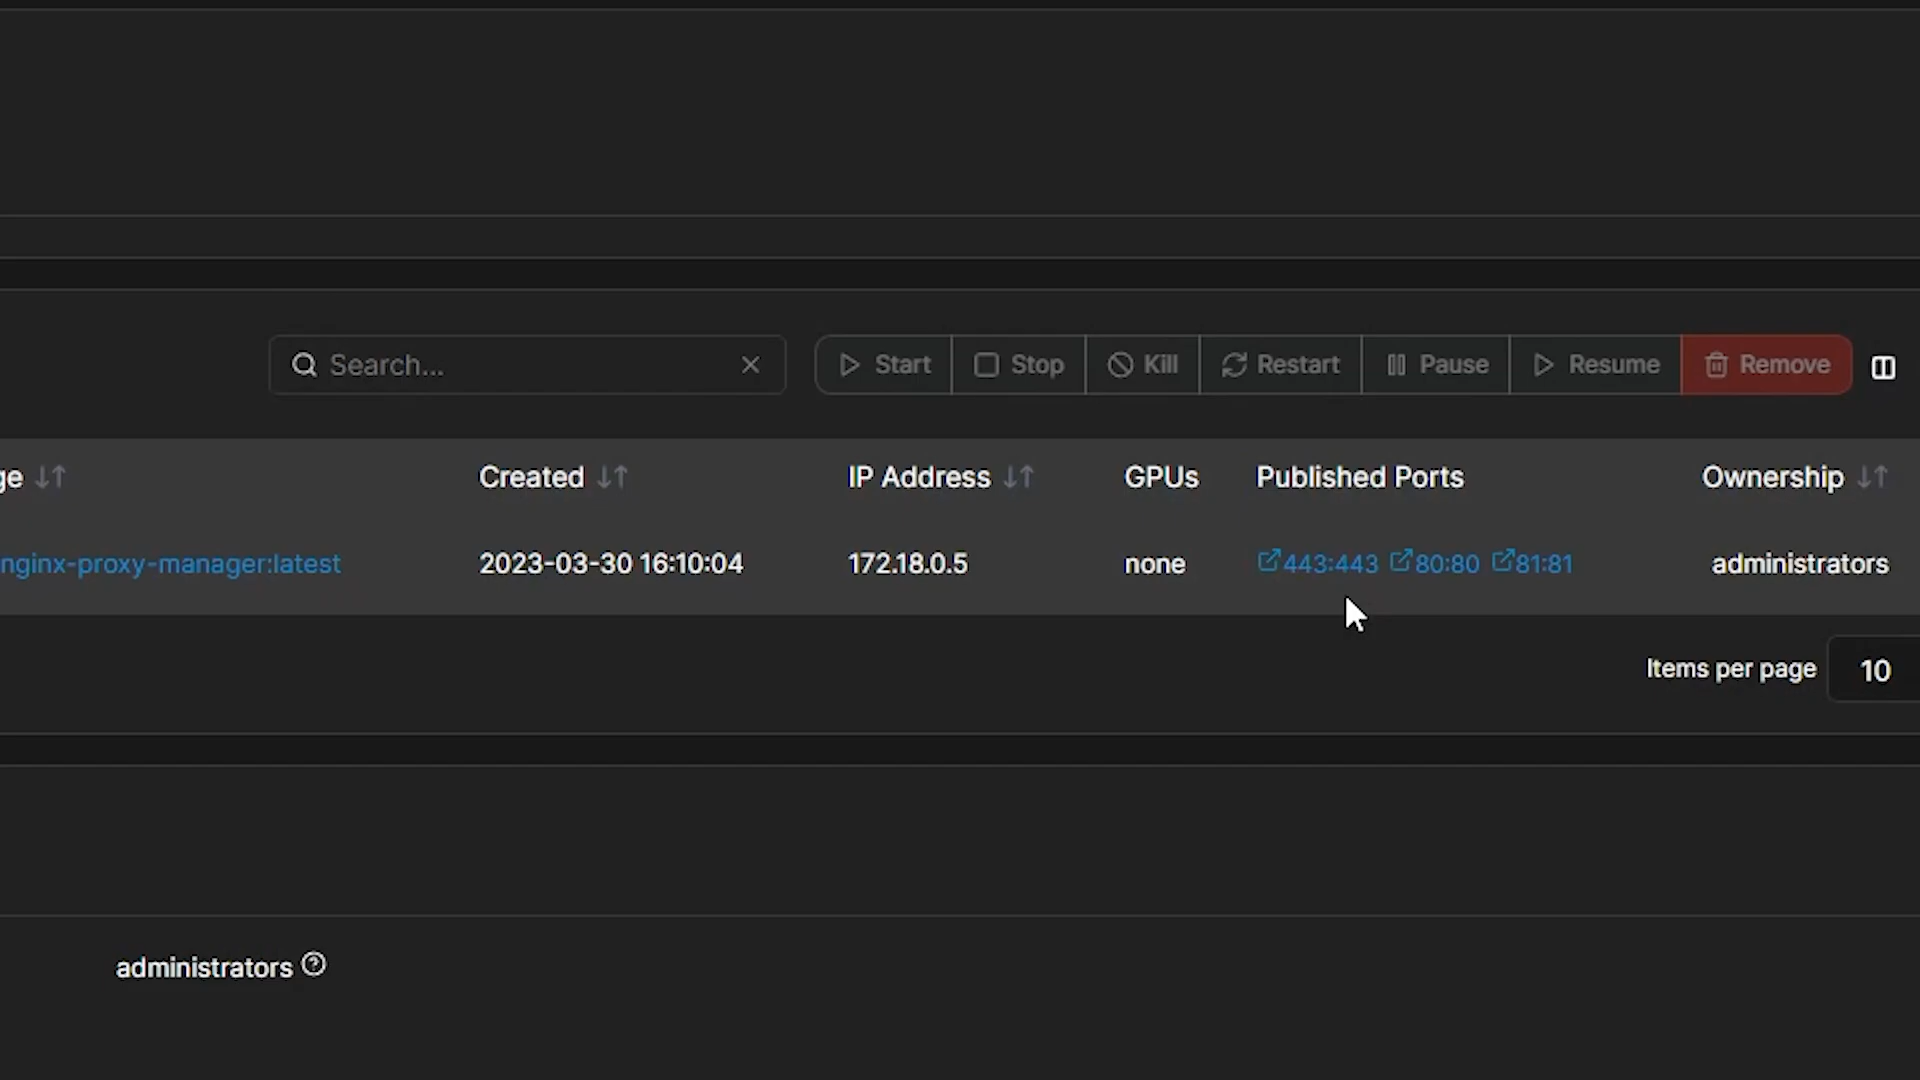 Search... Start Stop Kill Restart Pause Resume Remove
ge Created IP Address GPUs Published Ports Ownership
nginx-proxy-manager:latest 2023-03-30 16:10:04 172.18.0.5 none 443:443 80:80 81:81 administrators
Items per page 10
administrators